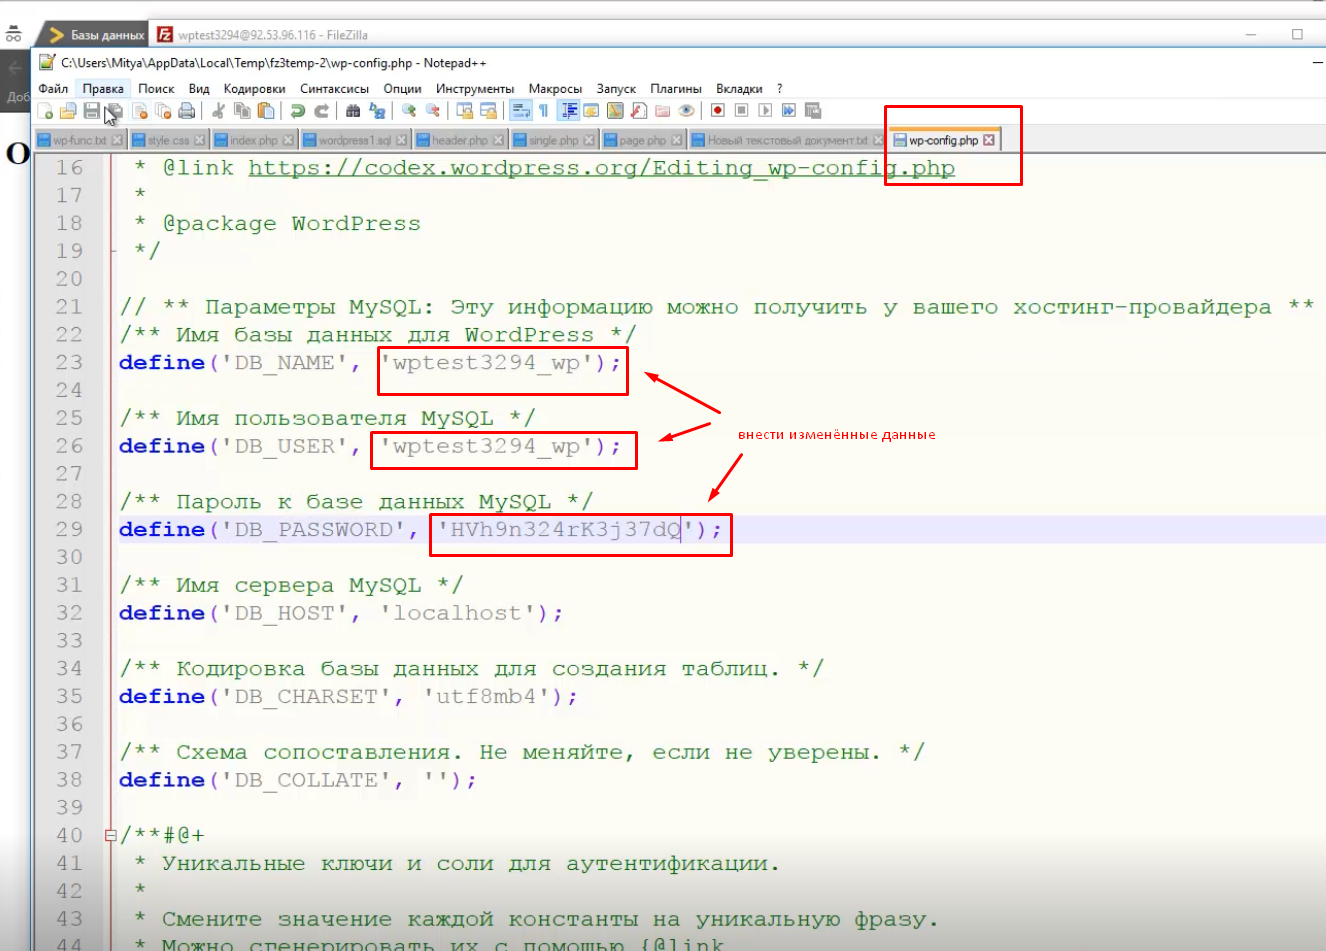 Базы данных
wptest3294@92.53.96.116 - FileZilla
C:\Users\Mitya\AppData\Local\Temp\fz3temp-2\wp-config.php - Notepad++
Файл Правка Поиск Вид Кодировки Синтаксисы Опции Инструменты Макросы Запуск Плагины Вкладки ?
Доб
wp-func.txt style.css index.php wordpress1.sql header.php single.php page.php Новый текстовый документ.txt wp-config.php
О
16 * @link https://codex.wordpress.org/Editing_wp-config.php
17 *
18 * @package WordPress
19 */
20
21 // ** Параметры MySQL: Эту информацию можно получить у вашего хостинг-провайдера **
22 /** Имя базы данных для WordPress */
23 define('DB_NAME', 'wptest3294_wp');
24
25 /** Имя пользователя MySQL */
26 define('DB_USER', 'wptest3294_wp');
внести изменённые данные
27
28 /** Пароль к базе данных MySQL */
29 define('DB_PASSWORD', 'HVh9n324rK3j37dQ');
30
31 /** Имя сервера MySQL */
32 define('DB_HOST', 'localhost');
33
34 /** Кодировка базы данных для создания таблиц. */
35 define('DB_CHARSET', 'utf8mb4');
36
37 /** Схема сопоставления. Не меняйте, если не уверены. */
38 define('DB_COLLATE', '');
39
40 /**#@+
41 * Уникальные ключи и соли для аутентификации.
42 *
43 * Смените значение каждой константы на уникальную фразу.
44 * Можно сгенерировать их с помощью {@link